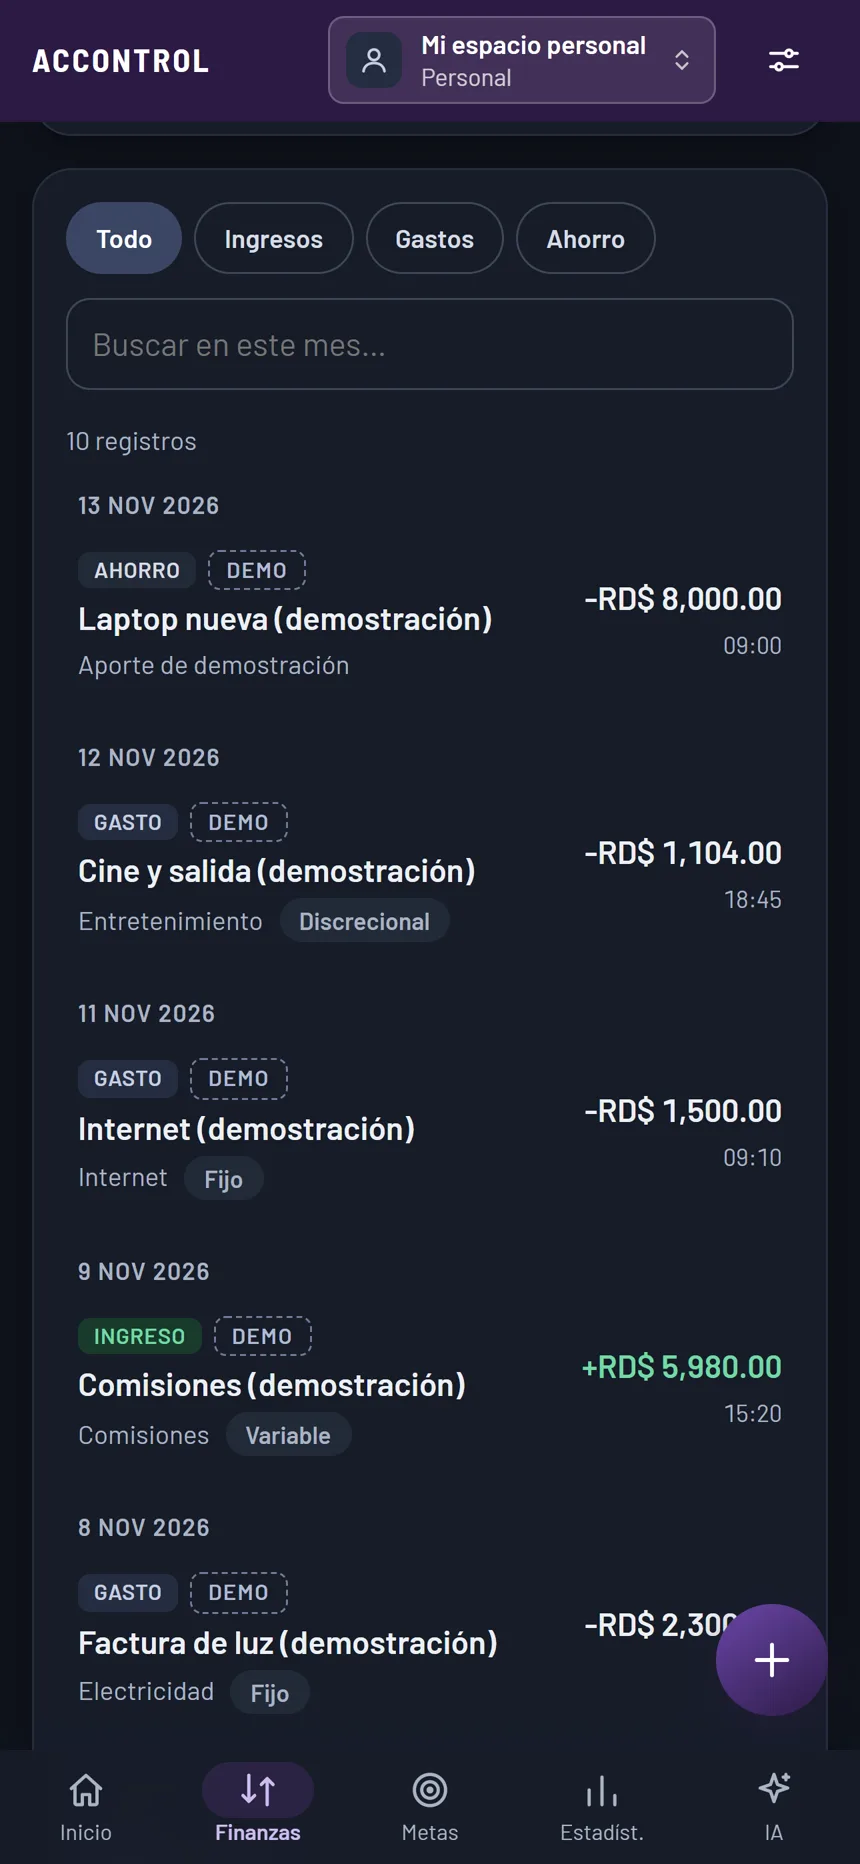 ACCONTROL
Mi espacio personal
Personal
Todo
Ingresos
Gastos
Ahorro
Buscar en este mes...
10 registros
13 NOV 2026
AHORRO
DEMO
Laptop nueva (demostración)
Aporte de demostración
-RD$ 8,000.00
09:00
12 NOV 2026
GASTO
DEMO
Cine y salida (demostración)
Entretenimiento
Discrecional
-RD$ 1,104.00
18:45
11 NOV 2026
GASTO
DEMO
Internet (demostración)
Internet
Fijo
-RD$ 1,500.00
09:10
9 NOV 2026
INGRESO
DEMO
Comisiones (demostración)
Comisiones
Variable
+RD$ 5,980.00
15:20
8 NOV 2026
GASTO
DEMO
Factura de luz (demostración)
Electricidad
Fijo
-RD$ 2,300
Inicio
Finanzas
Metas
Estadíst.
IA